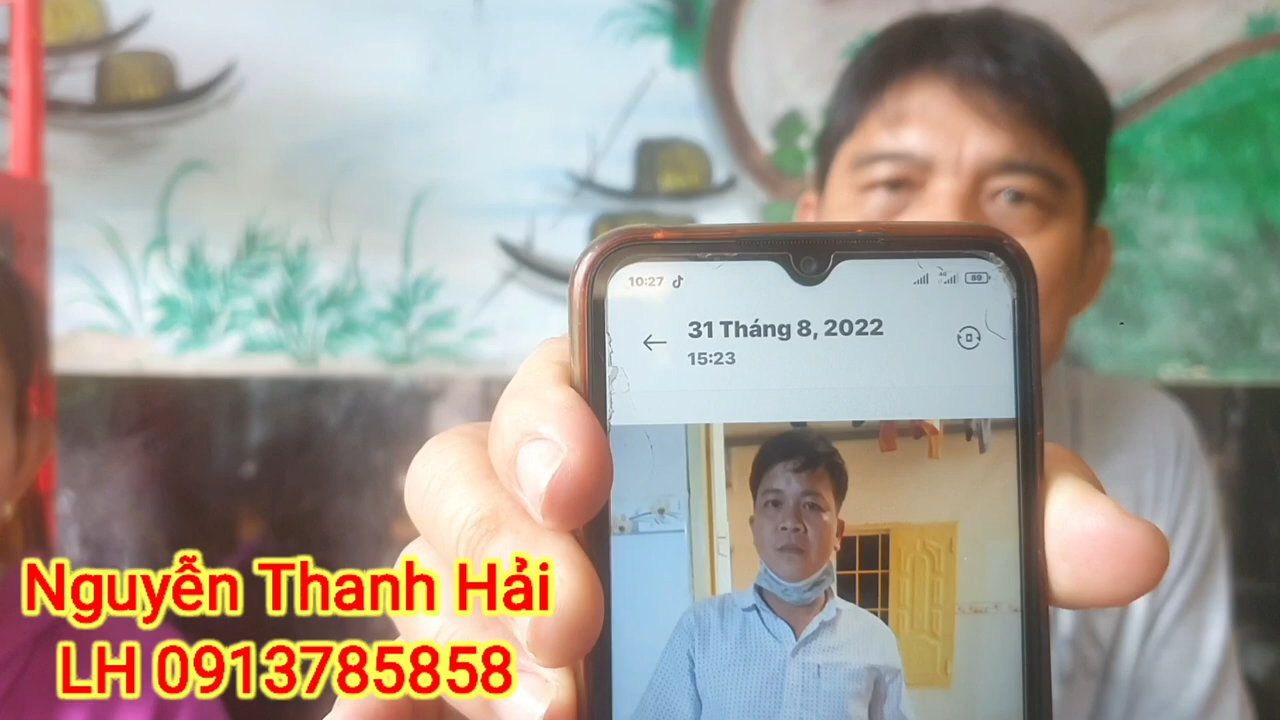 10:27
31 Tháng 8, 2022
15:23
Nguyễn Thanh Hải
LH 0913785858